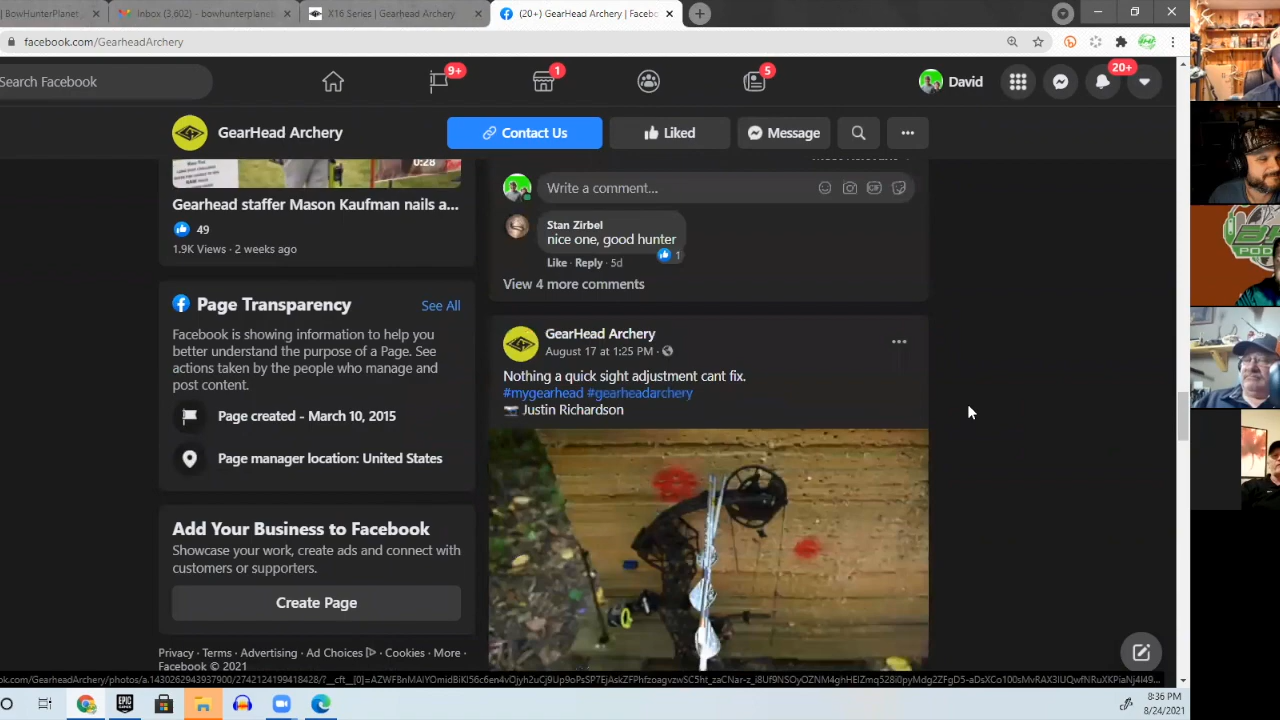 BowHunterPlanet
Inbox (3,602) - bowhunterplanet
X16 Series | Gearhead Archery
(20+) GearHead Archery | Facebo
facebook.com/GearheadArchery
Search Facebook
9+
1
5
David
20+
GearHead Archery
Contact Us
Liked
Message
0:28
Gearhead staffer Mason Kaufman nails a...
49
1.9K Views · 2 weeks ago
Write a comment...
GIF
Stan Zirbel
nice one, good hunter
1
Like · Reply · 5d
View 4 more comments
Page Transparency
See All
Facebook is showing information to help you
better understand the purpose of a Page. See
actions taken by the people who manage and
post content.
Page created - March 10, 2015
Page manager location: United States
GearHead Archery
August 17 at 1:25 PM ·
Nothing a quick sight adjustment cant fix.
#mygearhead #gearheadarchery
Justin Richardson
Add Your Business to Facebook
Showcase your work, create ads and connect with
customers or supporters.
Create Page
Privacy · Terms · Advertising · Ad Choices · Cookies · More ·
Facebook © 2021
EPIC
8:36 PM
8/24/2021